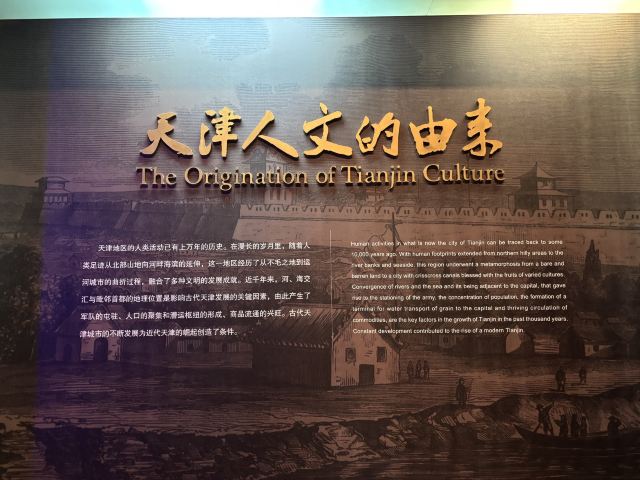 天津人文的由来
The Origination of Tianjin Culture
天津地区的人类活动已有上万年的历史。在漫长的岁月里，随着人
类足迹从北部山地向河畔海滨的延伸，这一地区经历了从不毛之地到运
河城市的曲折过程，融合了多种文明的发展成就。近千年来，河、海交
汇与毗邻首都的地理位置是影响古代天津发展的关键因素，由此产生了
军队的屯驻、人口的聚集和漕运枢纽的形成、商品流通的兴旺。古代天
津城市的不断发展为近代天津的崛起创造了条件。
Human activities in what is now the city of Tianjin can be traced back to some
10,000 years ago. With human footprints extended from northern hilly areas to the
river banks and seaside, this region underwent a metamorphosis from a bare and
barren land to a city with crisscross canals blessed with the fruits of varied cultures.
Convergence of rivers and the sea and its being adjacent to the capital, that gave
rise to the stationing of the army, the concentration of population, the formation of a
terminal for water transport of grain to the capital and thriving circulation of
commodities, are the key factors in the growth of Tianjin in the past thousand years.
Constant development contributed to the rise of a modern Tianjin.